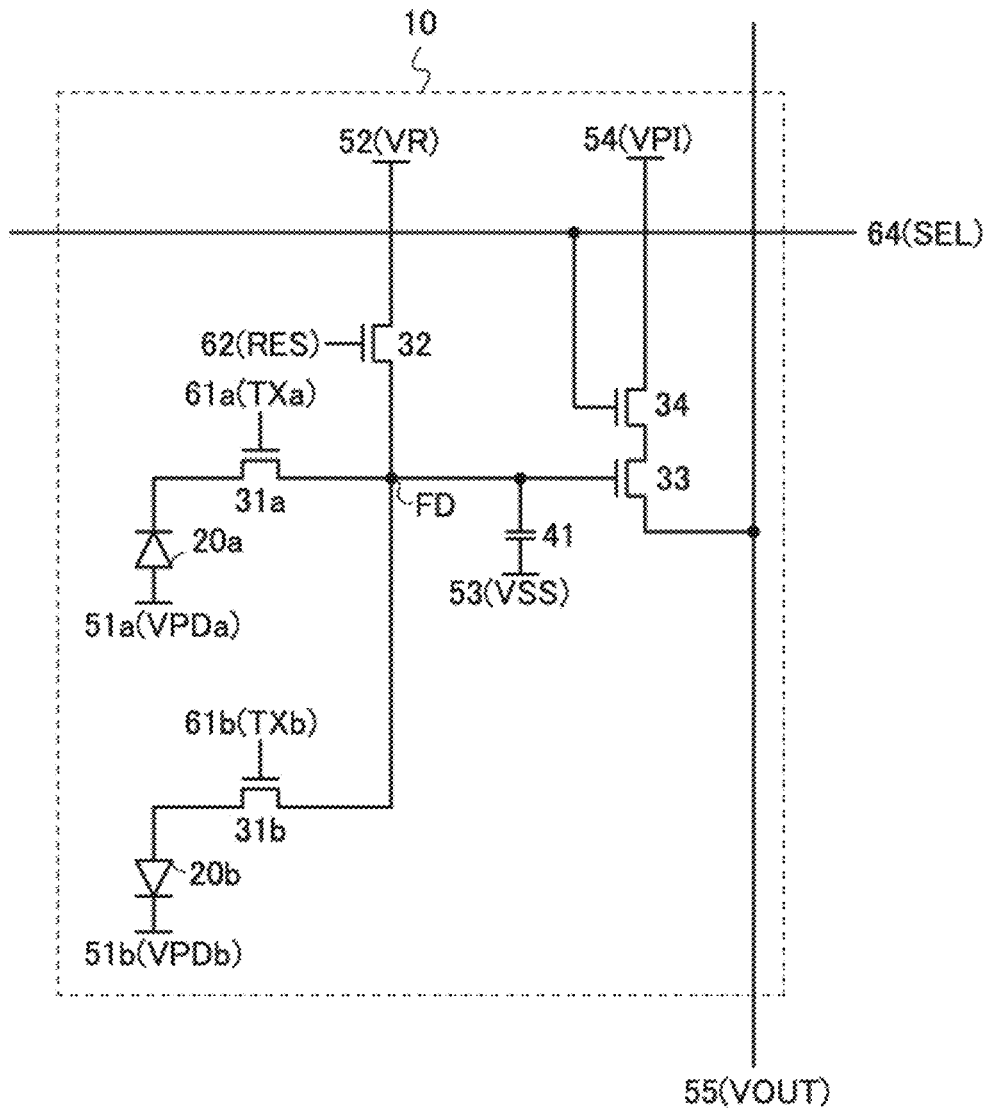 10
52(VR)
54(VPI)
64(SEL)
62(RES)
32
61a(TXa)
34
33
31a
FD
20a
41
53(VSS)
51a(VPDa)
61b(TXb)
31b
20b
51b(VPDb)
55(VOUT)